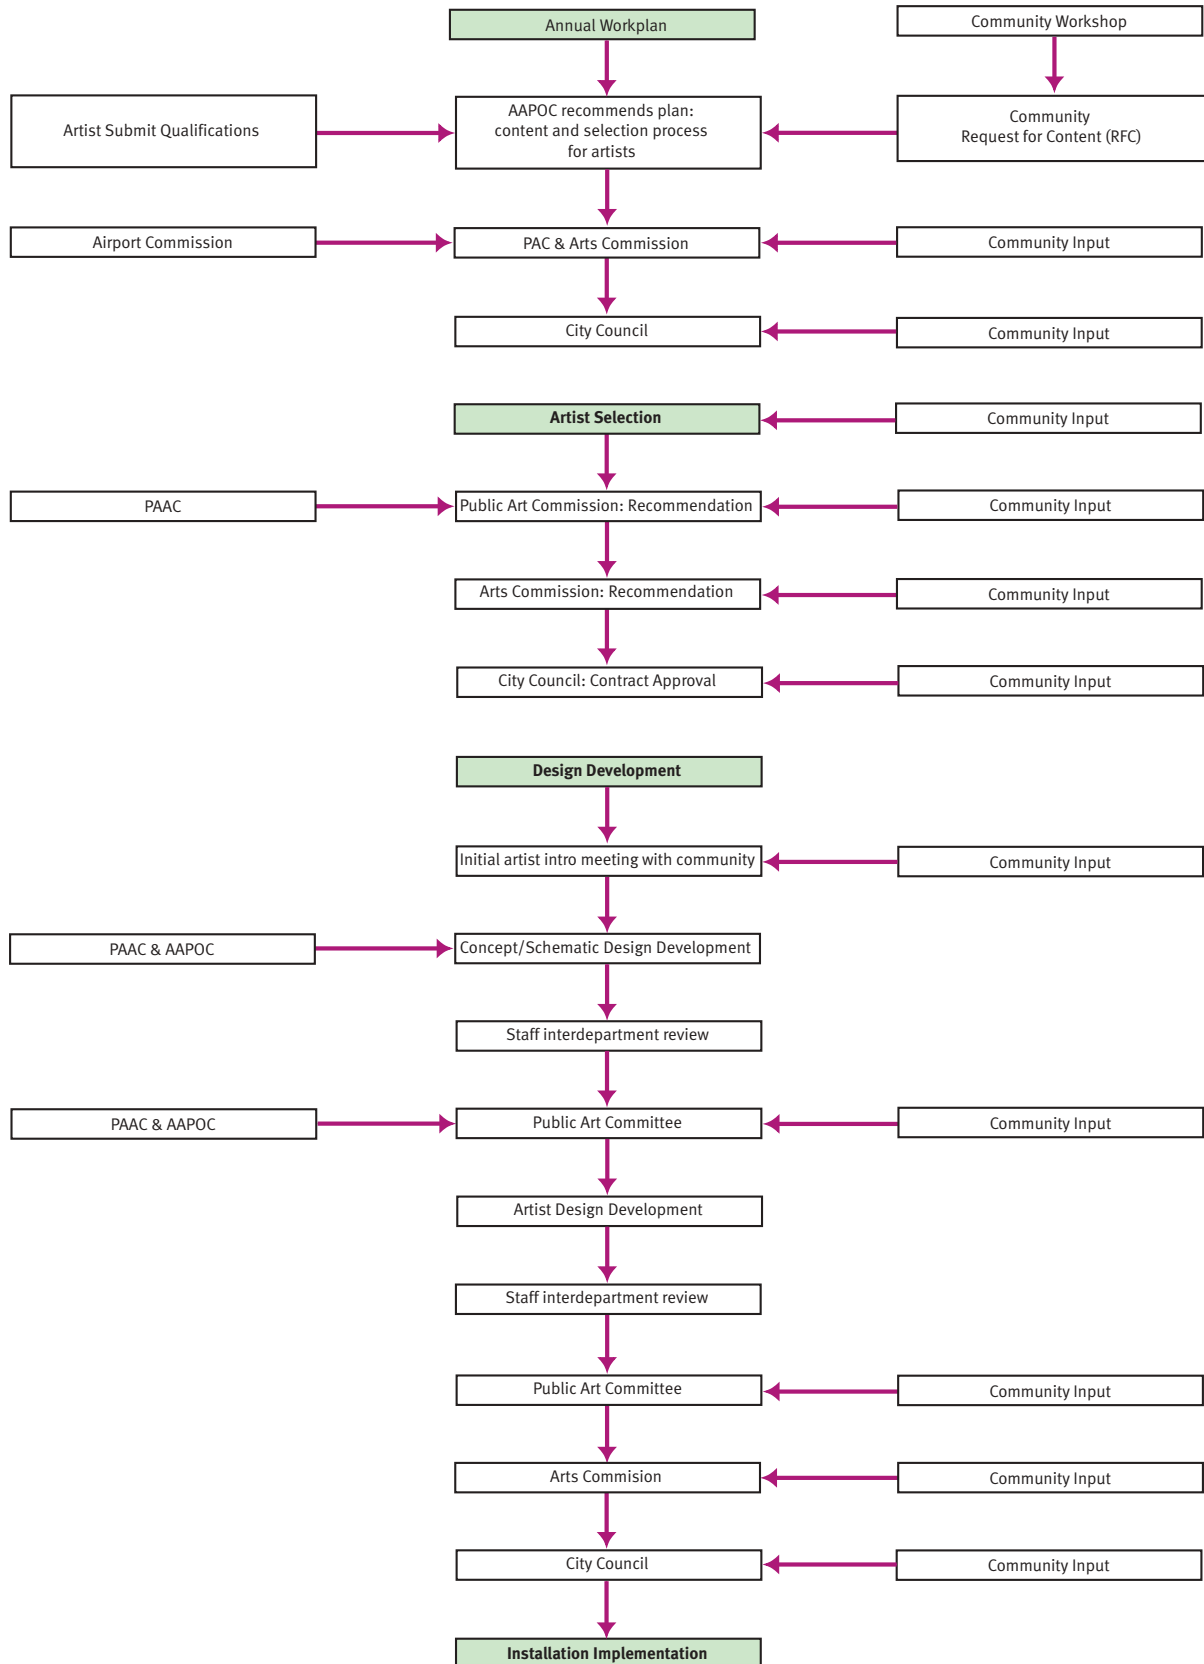 Annual Workplan
Community Workshop
Artist Submit Qualifications
AAPOC recommends plan:
content and selection process
for artists
Community
Request for Content (RFC)
Airport Commission
PAC & Arts Commission
Community Input
City Council
Community Input
Artist Selection
Community Input
PAAC
Public Art Commission: Recommendation
Community Input
Arts Commission: Recommendation
Community Input
City Council: Contract Approval
Community Input
Design Development
Initial artist intro meeting with community
Community Input
PAAC & AAPOC
Concept/Schematic Design Development
Staff interdepartment review
PAAC & AAPOC
Public Art Committee
Community Input
Artist Design Development
Staff interdepartment review
Public Art Committee
Community Input
Arts Commision
Community Input
City Council
Community Input
Installation Implementation